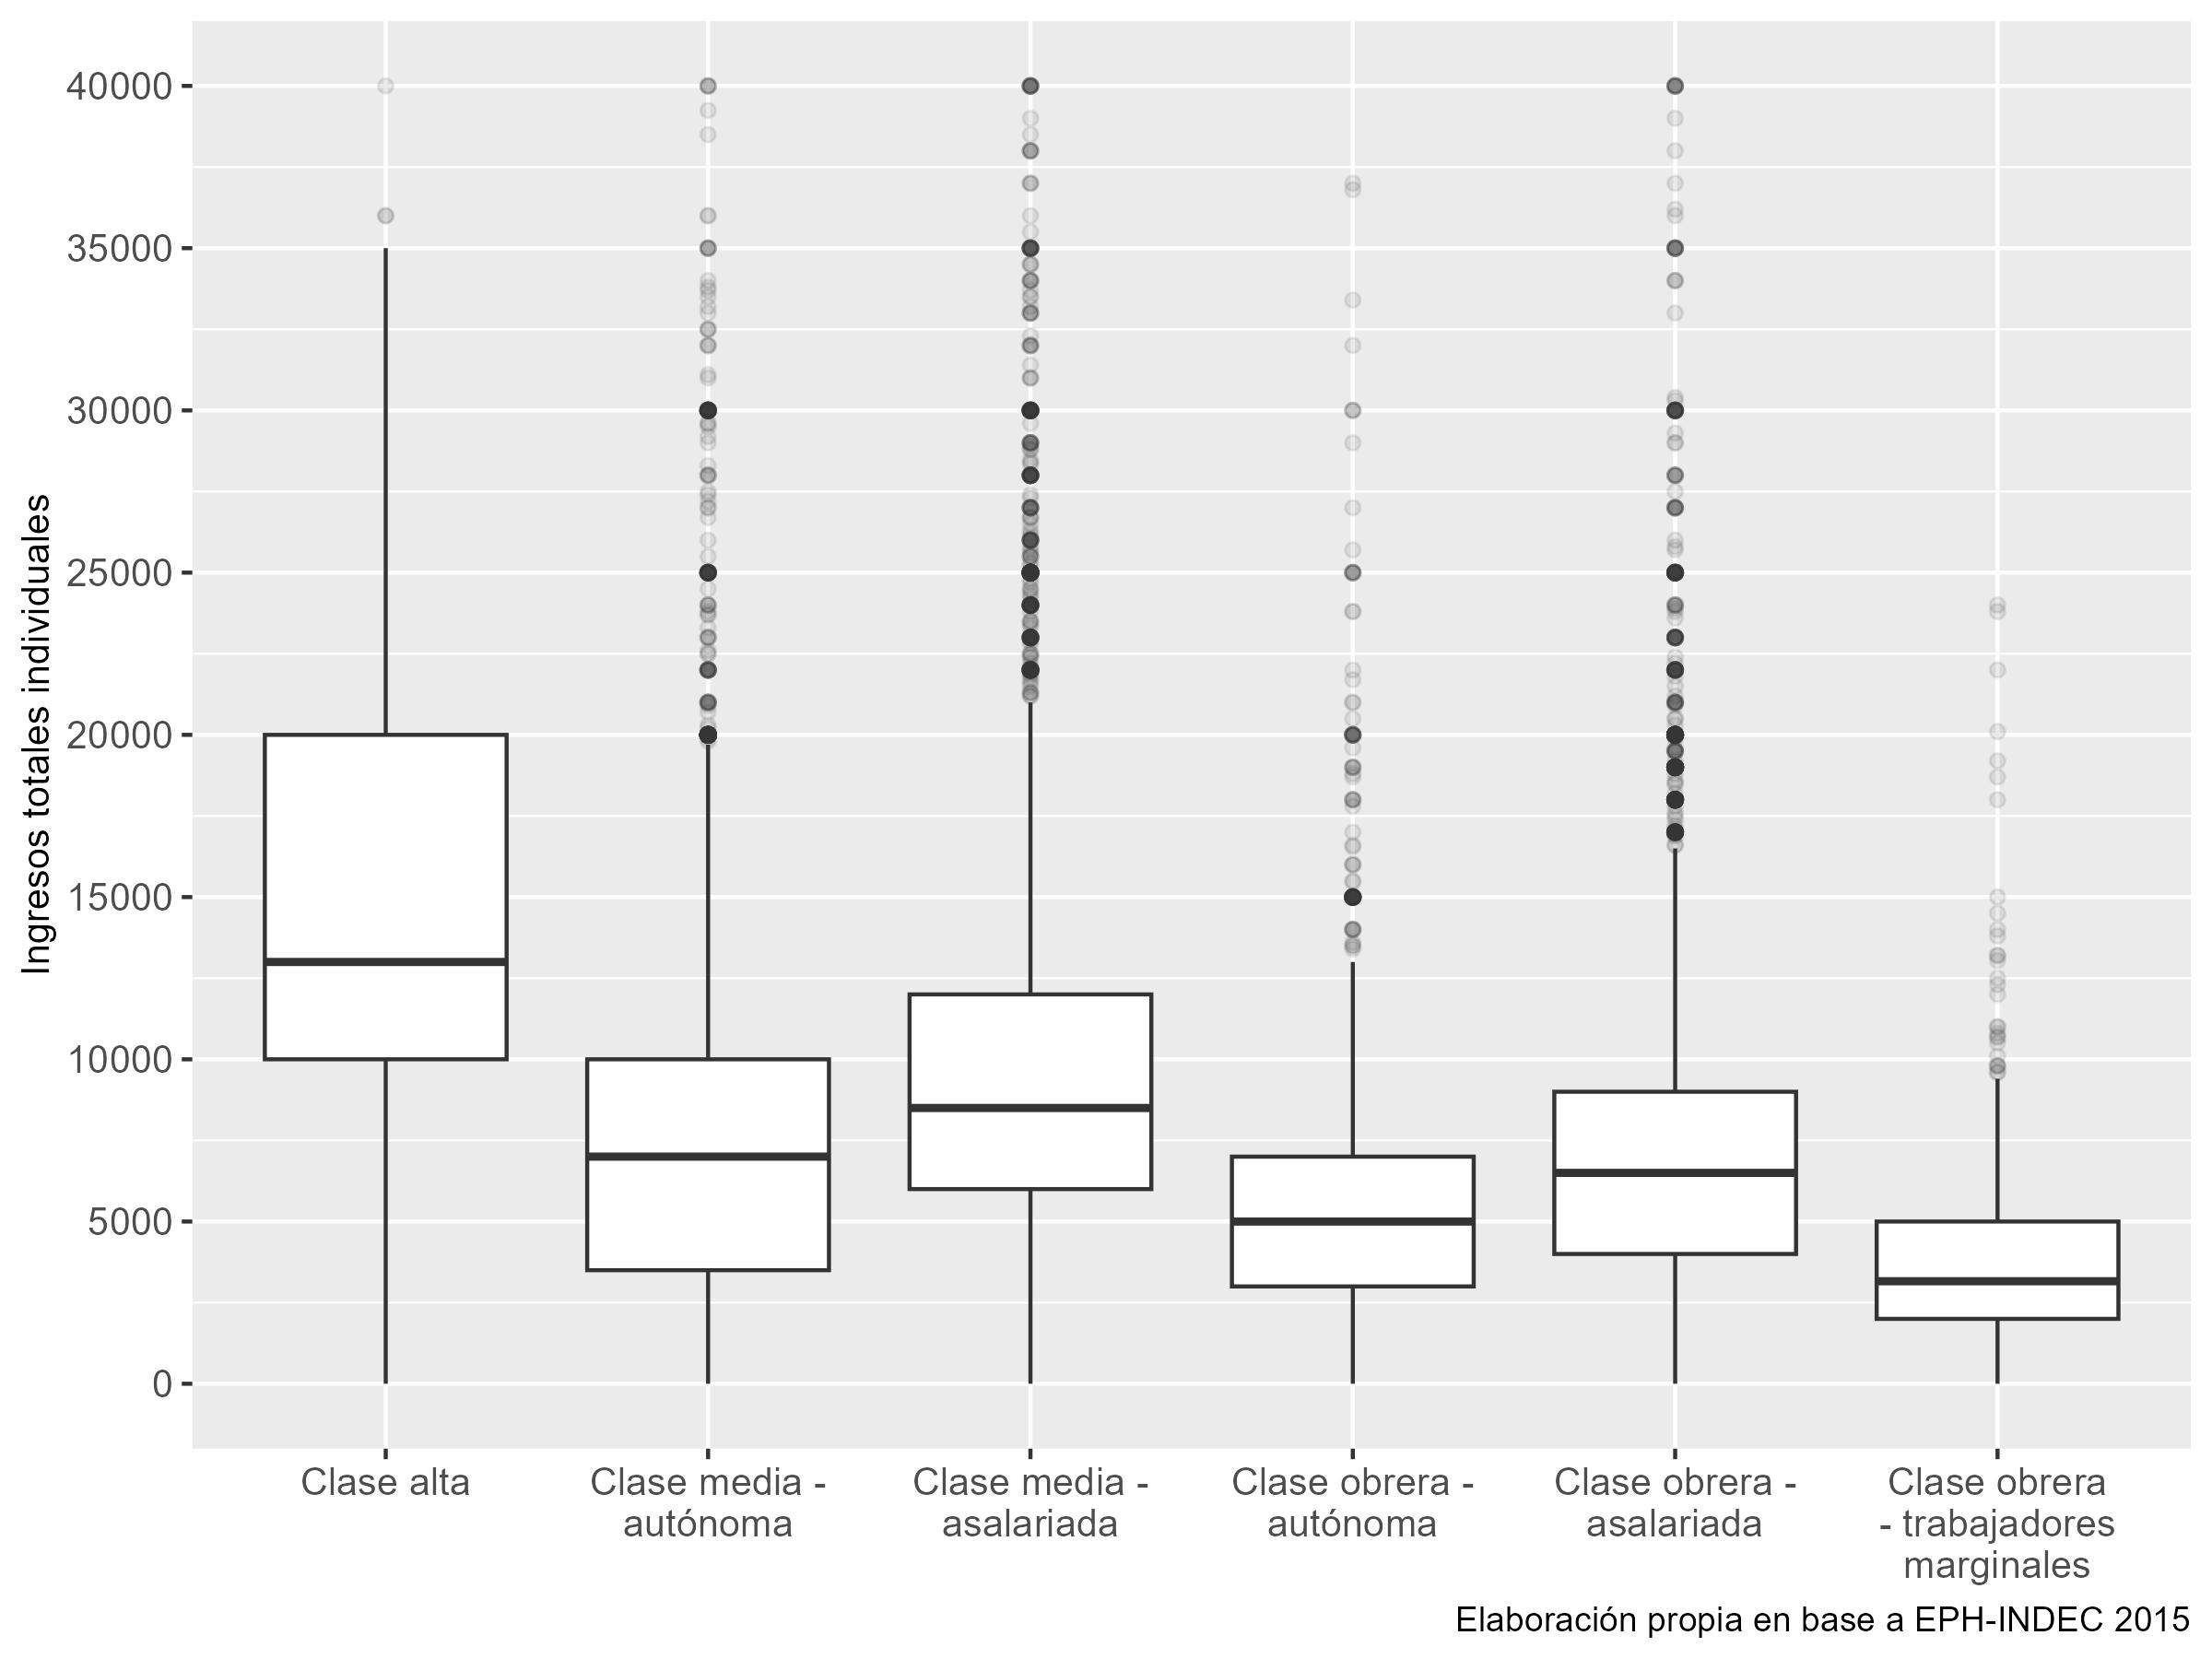 Ingresos totales individuales
40000
35000
30000
25000
20000
15000
10000
5000
0
Clase alta
Clase media -
autónoma
Clase media -
asalariada
Clase obrera -
autónoma
Clase obrera -
asalariada
Clase obrera
- trabajadores
marginales
Elaboración propia en base a EPH-INDEC 2015